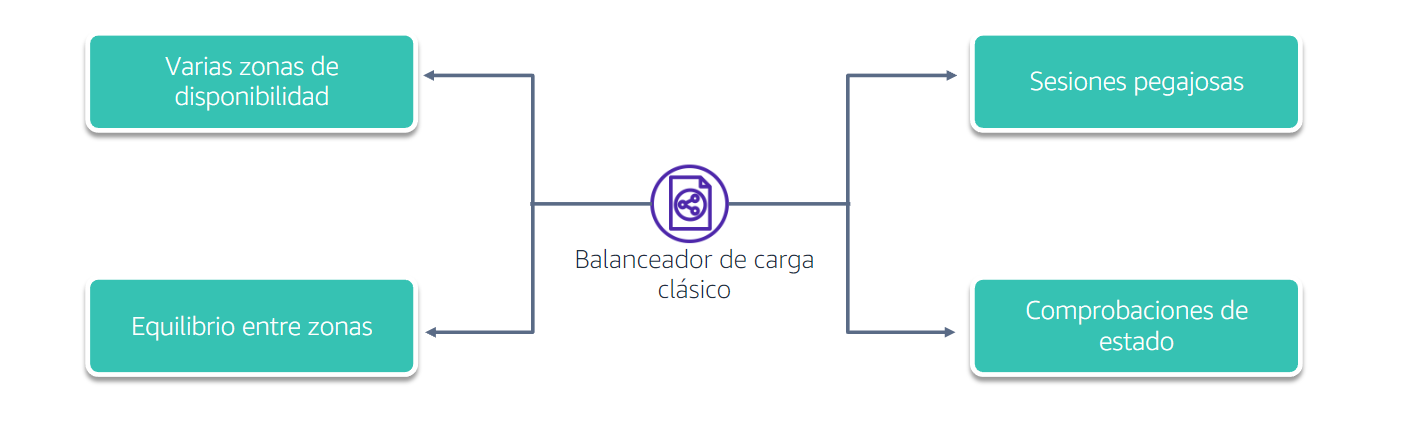 Varias zonas de
disponibilidad
Sesiones pegajosas
Balanceador de carga
clásico
Equilibrio entre zonas
Comprobaciones de
estado